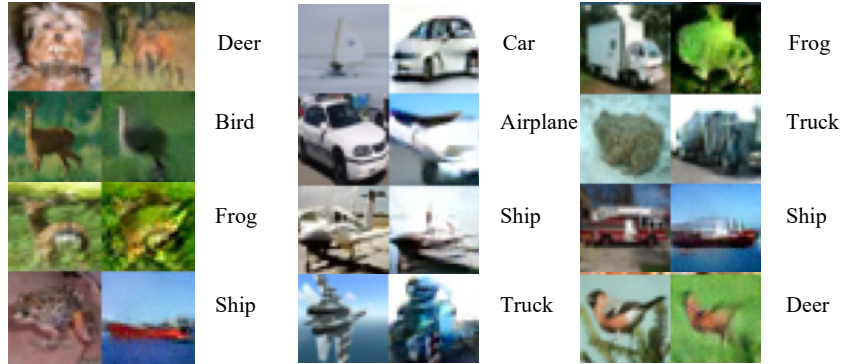 Deer
Car
Frog
Bird
Airplane
Truck
Frog
Ship
Ship
Ship
Truck
Deer